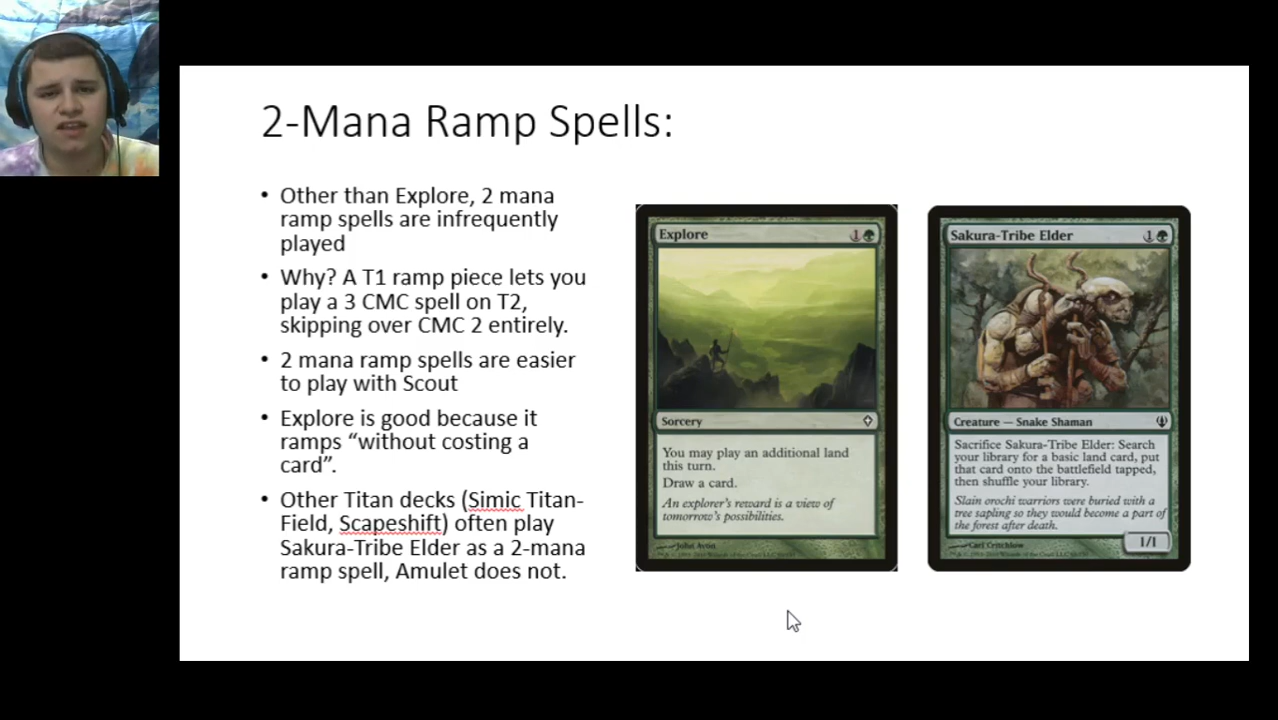 2-Mana Ramp Spells:
• Other than Explore, 2 mana
ramp spells are infrequently
played
• Why? A T1 ramp piece lets you
play a 3 CMC spell on T2,
skipping over CMC 2 entirely.
• 2 mana ramp spells are easier
to play with Scout
• Explore is good because it
ramps “without costing a
card”.
• Other Titan decks (Simic Titan-
Field, Scapeshift) often play
Sakura-Tribe Elder as a 2-mana
ramp spell, Amulet does not.
Explore 1
Sorcery
You may play an additional land
this turn.
Draw a card.
An explorer's reward is a view of
tomorrow's possibilities.
John Avon
Sakura-Tribe Elder 1
Creature — Snake Shaman
Sacrifice Sakura-Tribe Elder: Search
your library for a basic land card, put
that card onto the battlefield tapped,
then shuffle your library.
Slain orochi warriors were buried with a
tree sapling so they would become a part of
the forest after death.
Carl Critchlow
1/1